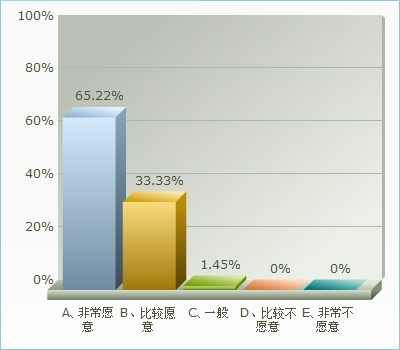 100%
80%
60%
40%
20%
0%
65.22%
33.33%
1.45%
0%
0%
A、非常愿
意
B、比较愿
意
C、一般
D、比较不
愿意
E、非常不
愿意